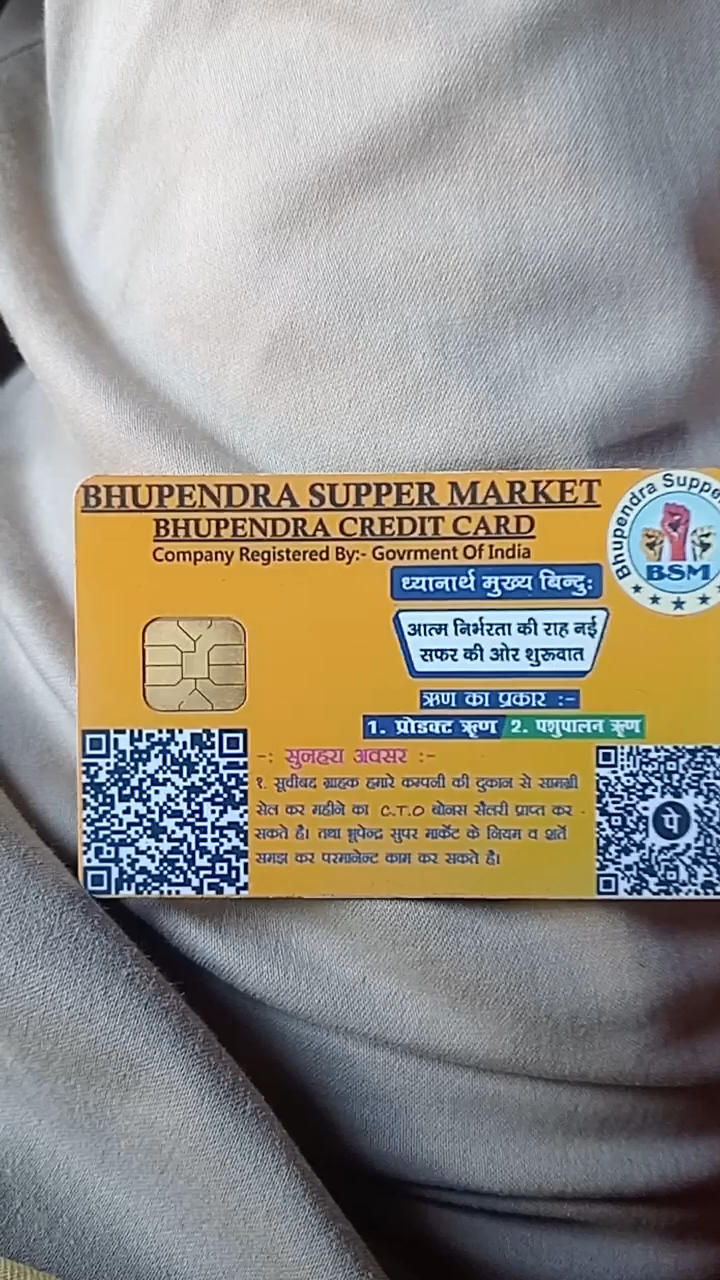 BHUPENDRA SUPPER MARKET
BHUPENDRA CREDIT CARD
Company Registered By:- Govrment Of India
Bhupendra Supper
BSM
ध्यानार्थ मुख्य बिन्दु:
आत्म निर्भरता की राह नई
सफर की ओर शुरूवात
ऋण का प्रकार :-
1. प्रोडक्ट ऋृण 2. पशुपालन ऋृण
-: सुनहरा अवसर :-
१. सूचीबद्द ग्राहक हमारे कम्पनी की दुकान से सामग्री
सेल कर महीने का C.T.O बोनस सैलरी प्राप्त कर
सकते है। तथा भूपेन्द्र सुपर मार्केट के नियम व शर्ते
समझ कर परमानेन्ट काम कर सकते है।
पे